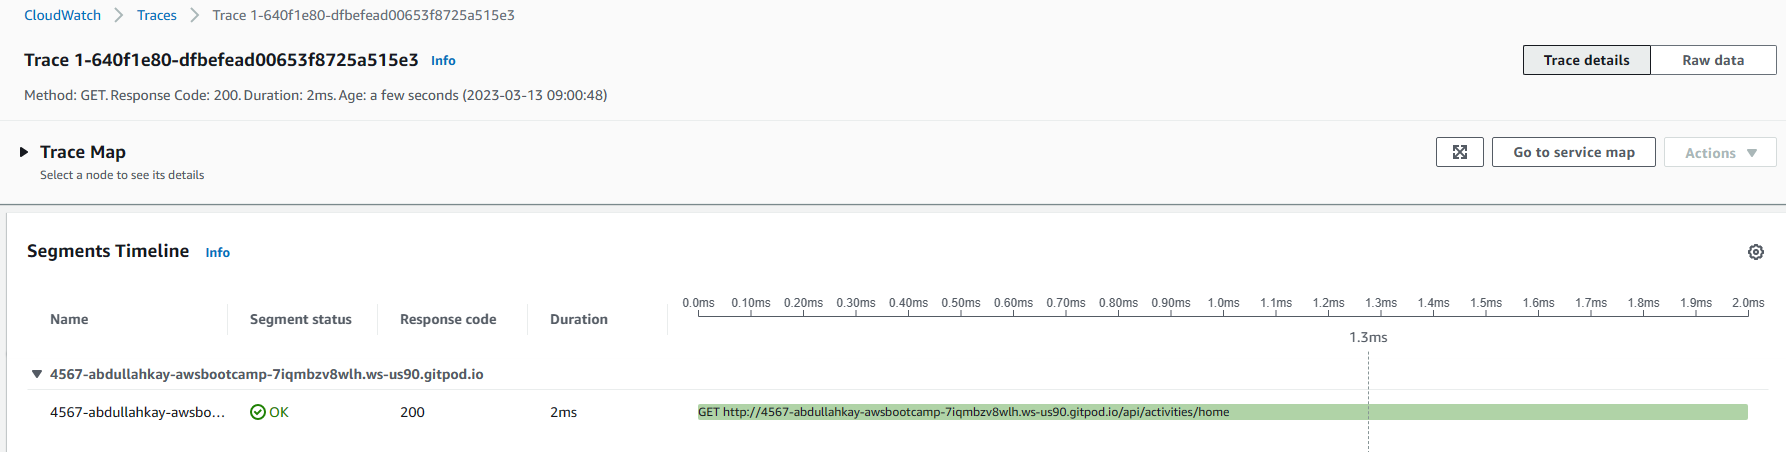 CloudWatch > Traces > Trace 1-640f1e80-dfbefead00653f8725a515e3
Trace 1-640f1e80-dfbefead00653f8725a515e3 Info
Trace details Raw data
Method: GET. Response Code: 200. Duration: 2ms. Age: a few seconds (2023-03-13 09:00:48)
Trace Map
Select a node to see its details
Go to service map Actions
Segments Timeline Info
0.0ms 0.10ms 0.20ms 0.30ms 0.40ms 0.50ms 0.60ms 0.70ms 0.80ms 0.90ms 1.0ms 1.1ms 1.2ms 1.3ms 1.4ms 1.5ms 1.6ms 1.7ms 1.8ms 1.9ms 2.0ms
Name Segment status Response code Duration
1.3ms
4567-abdullahkay-awsbootcamp-7iqmbzv8wlh.ws-us90.gitpod.io
4567-abdullahkay-awsbo... OK 200 2ms GET http://4567-abdullahkay-awsbootcamp-7iqmbzv8wlh.ws-us90.gitpod.io/api/activities/home